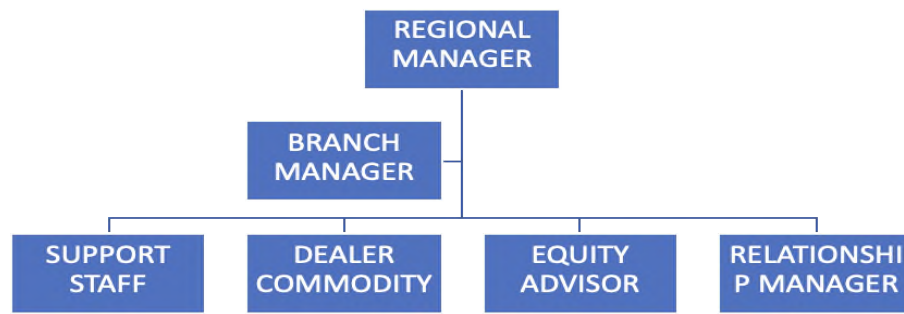 REGIONAL
MANAGER
BRANCH
MANAGER
SUPPORT
STAFF
DEALER
COMMODITY
EQUITY
ADVISOR
RELATIONSHI
P MANAGER